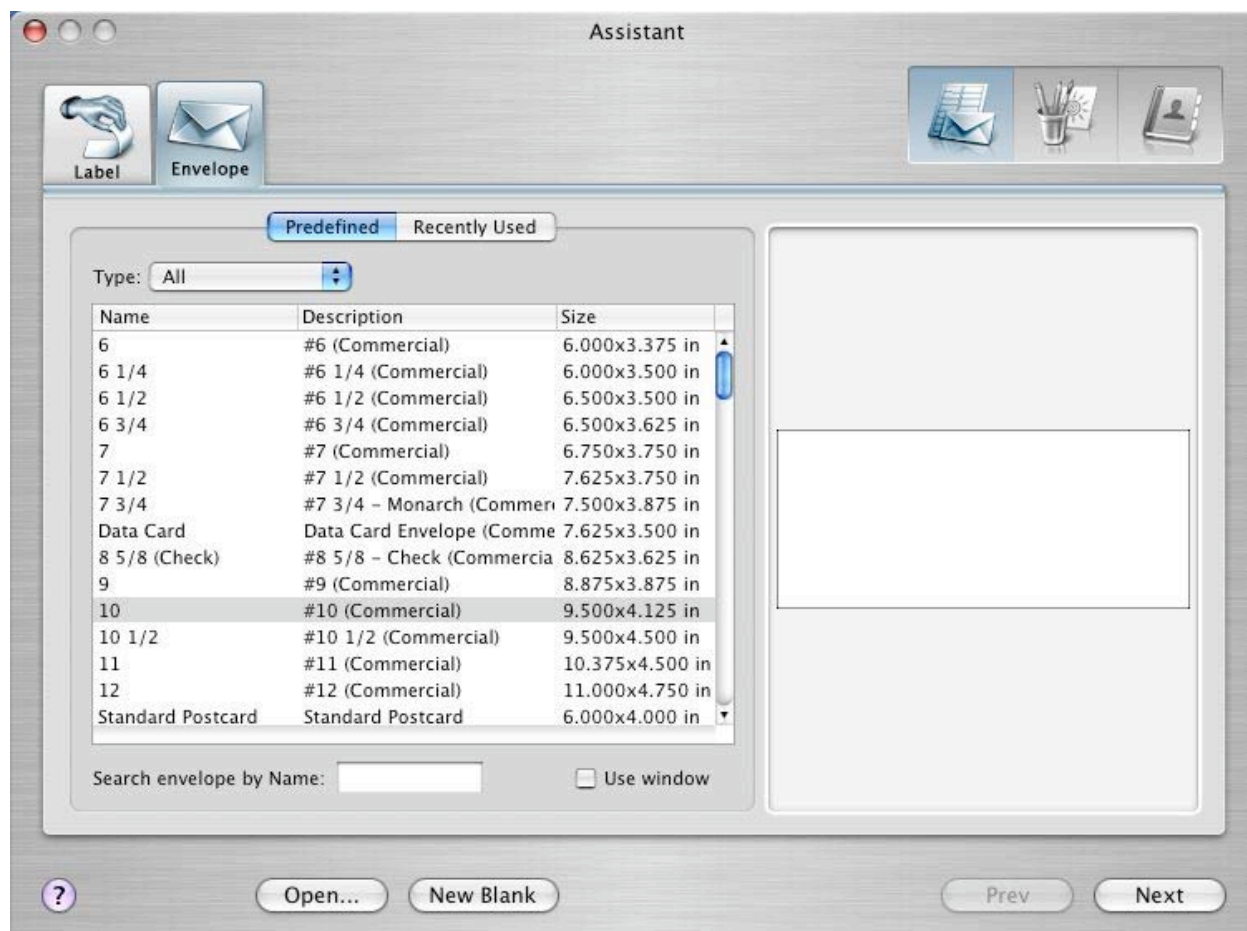 Assistant
Label
Envelope
Predefined Recently Used
Type: All
Name Description Size
6 #6 (Commercial) 6.000x3.375 in
6 1/4 #6 1/4 (Commercial) 6.000x3.500 in
6 1/2 #6 1/2 (Commercial) 6.500x3.500 in
6 3/4 #6 3/4 (Commercial) 6.500x3.625 in
7 #7 (Commercial) 6.750x3.750 in
7 1/2 #7 1/2 (Commercial) 7.625x3.750 in
7 3/4 #7 3/4 – Monarch (Commer 7.500x3.875 in
Data Card Data Card Envelope (Comme 7.625x3.500 in
8 5/8 (Check) #8 5/8 – Check (Commercia 8.625x3.625 in
9 #9 (Commercial) 8.875x3.875 in
10 #10 (Commercial) 9.500x4.125 in
10 1/2 #10 1/2 (Commercial) 9.500x4.500 in
11 #11 (Commercial) 10.375x4.500 in
12 #12 (Commercial) 11.000x4.750 in
Standard Postcard Standard Postcard 6.000x4.000 in
Search envelope by Name: Use window
? Open... New Blank Prev Next